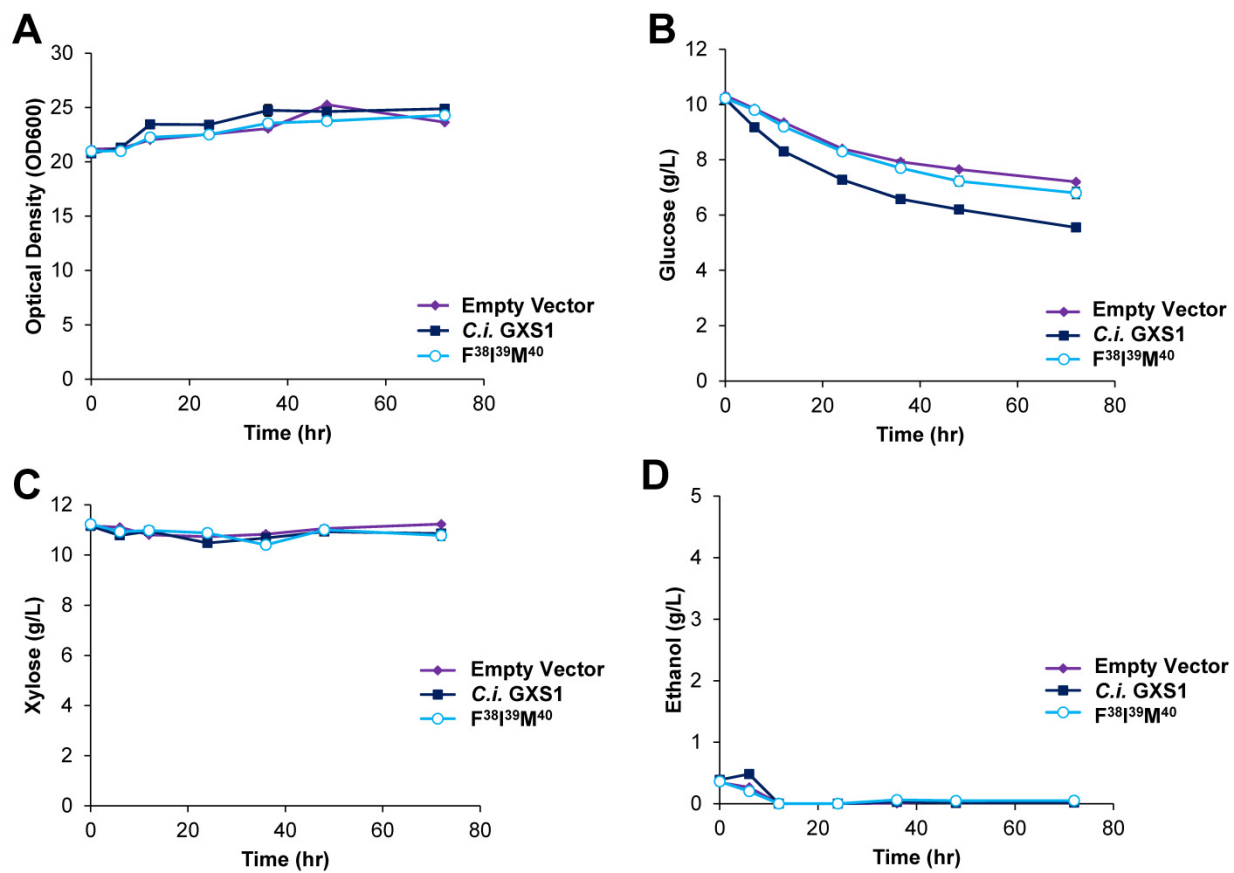 A
30
25
20
15
10
5
0
Optical Density (OD600)
0 20 40 60 80
Time (hr)
Empty Vector
C.i. GXS1
F³⁸I³⁹M⁴⁰
B
12
10
8
6
4
2
0
Glucose (g/L)
0 20 40 60 80
Time (hr)
Empty Vector
C.i. GXS1
F³⁸I³⁹M⁴⁰
C
12
10
8
6
4
2
0
Xylose (g/L)
0 20 40 60 80
Time (hr)
Empty Vector
C.i. GXS1
F³⁸I³⁹M⁴⁰
D
5
4
3
2
1
0
Ethanol (g/L)
0 20 40 60 80
Time (hr)
Empty Vector
C.i. GXS1
F³⁸I³⁹M⁴⁰